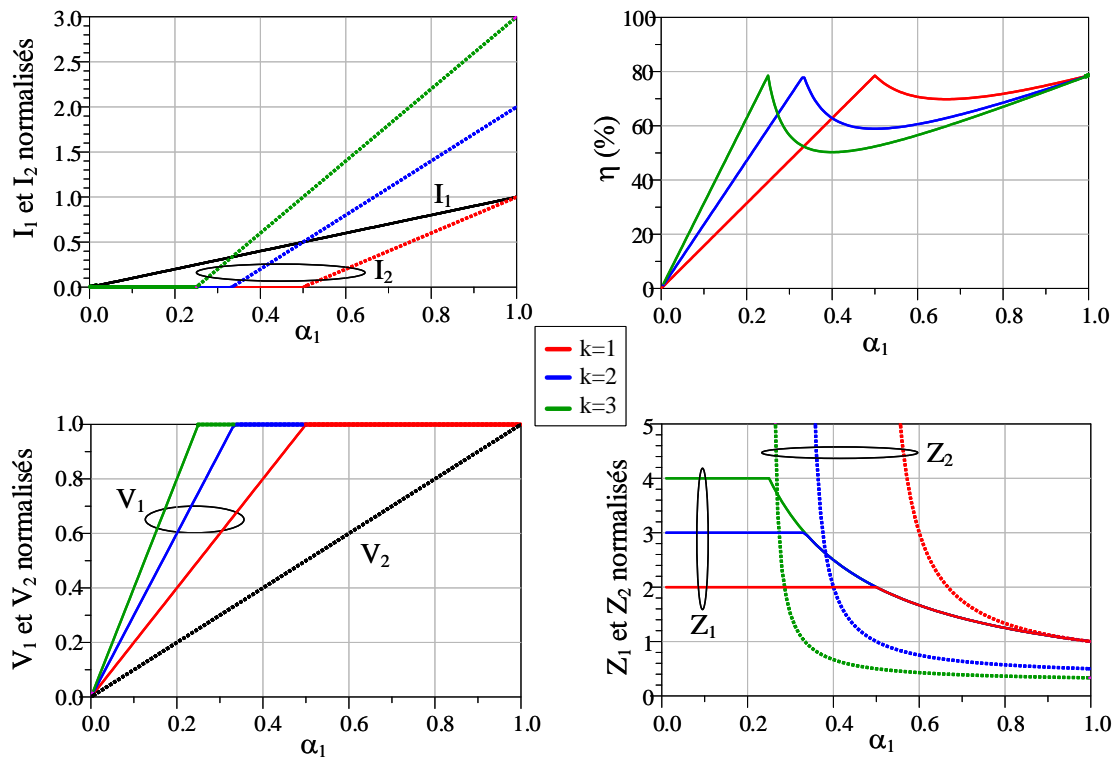 I1 et I2 normalisés
3.0
2.5
2.0
1.5
1.0
0.5
0.0
I1
I2
0.0 0.2 0.4 0.6 0.8 1.0
α1
η (%)
100
80
60
40
20
0
0.0 0.2 0.4 0.6 0.8 1.0
α1
k=1
k=2
k=3
V1 et V2 normalisés
1.0
0.8
0.6
0.4
0.2
0.0
V1
V2
0.0 0.2 0.4 0.6 0.8 1.0
α1
Z1 et Z2 normalisés
5
4
3
2
1
0
Z2
Z1
0.0 0.2 0.4 0.6 0.8 1.0
α1